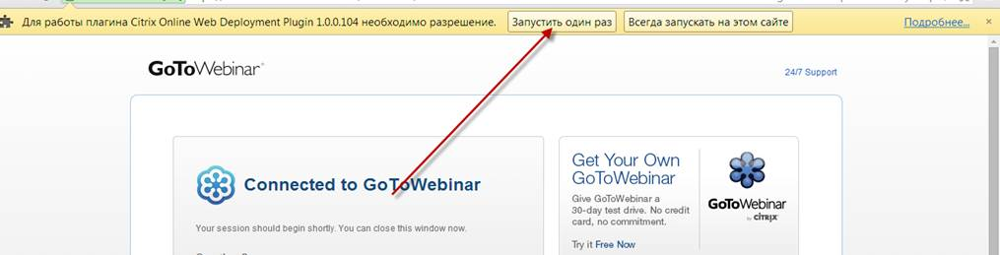 Для работы плагина Citrix Online Web Deployment Plugin 1.0.0.104 необходимо разрешение. Запустить один раз Всегда запускать на этом сайте Подробнее... ×
GoToWebinar®
24/7 Support
Connected to GoToWebinar
Your session should begin shortly. You can close this window now.
Get Your Own
GoToWebinar
Give GoToWebinar a
30-day test drive. No credit
card, no commitment.
Try it Free Now
GoToWebinar
by CITRIX